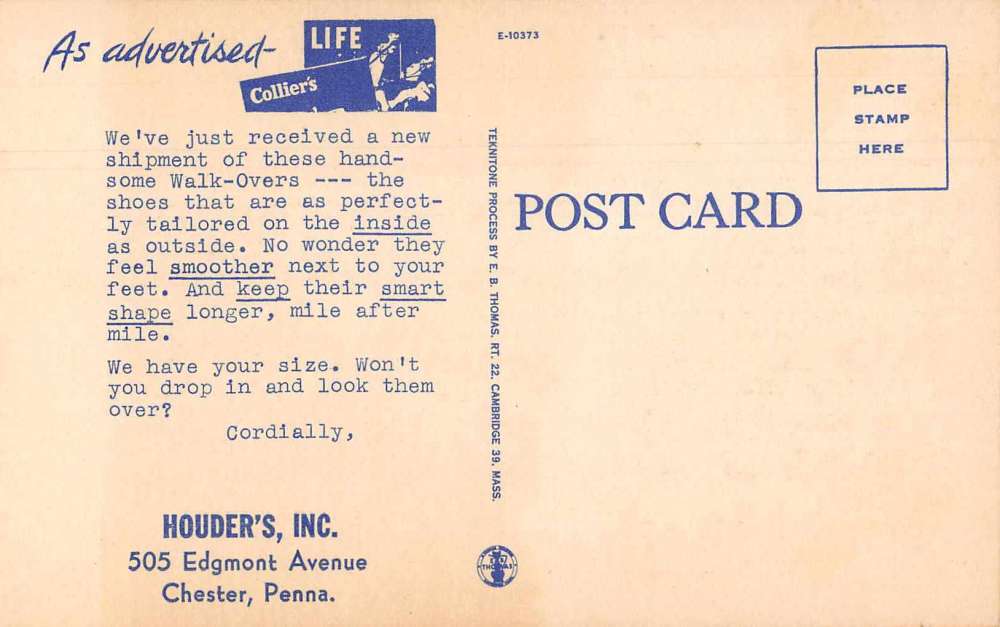 As advertised-
LIFE
Collier's
We've just received a new
shipment of these hand-
some Walk-Overs --- the
shoes that are as perfect-
ly tailored on the inside
as outside. No wonder they
feel smoother next to your
feet. And keep their smart
shape longer, mile after
mile.
We have your size. Won't
you drop in and look them
over?
Cordially,
HOUDER'S, INC.
505 Edgmont Avenue
Chester, Penna.
TEKNITONE PROCESS BY E. B. THOMAS, RT. 22, CAMBRIDGE 39, MASS.
THOMAS
E-10373
POST CARD
PLACE
STAMP
HERE